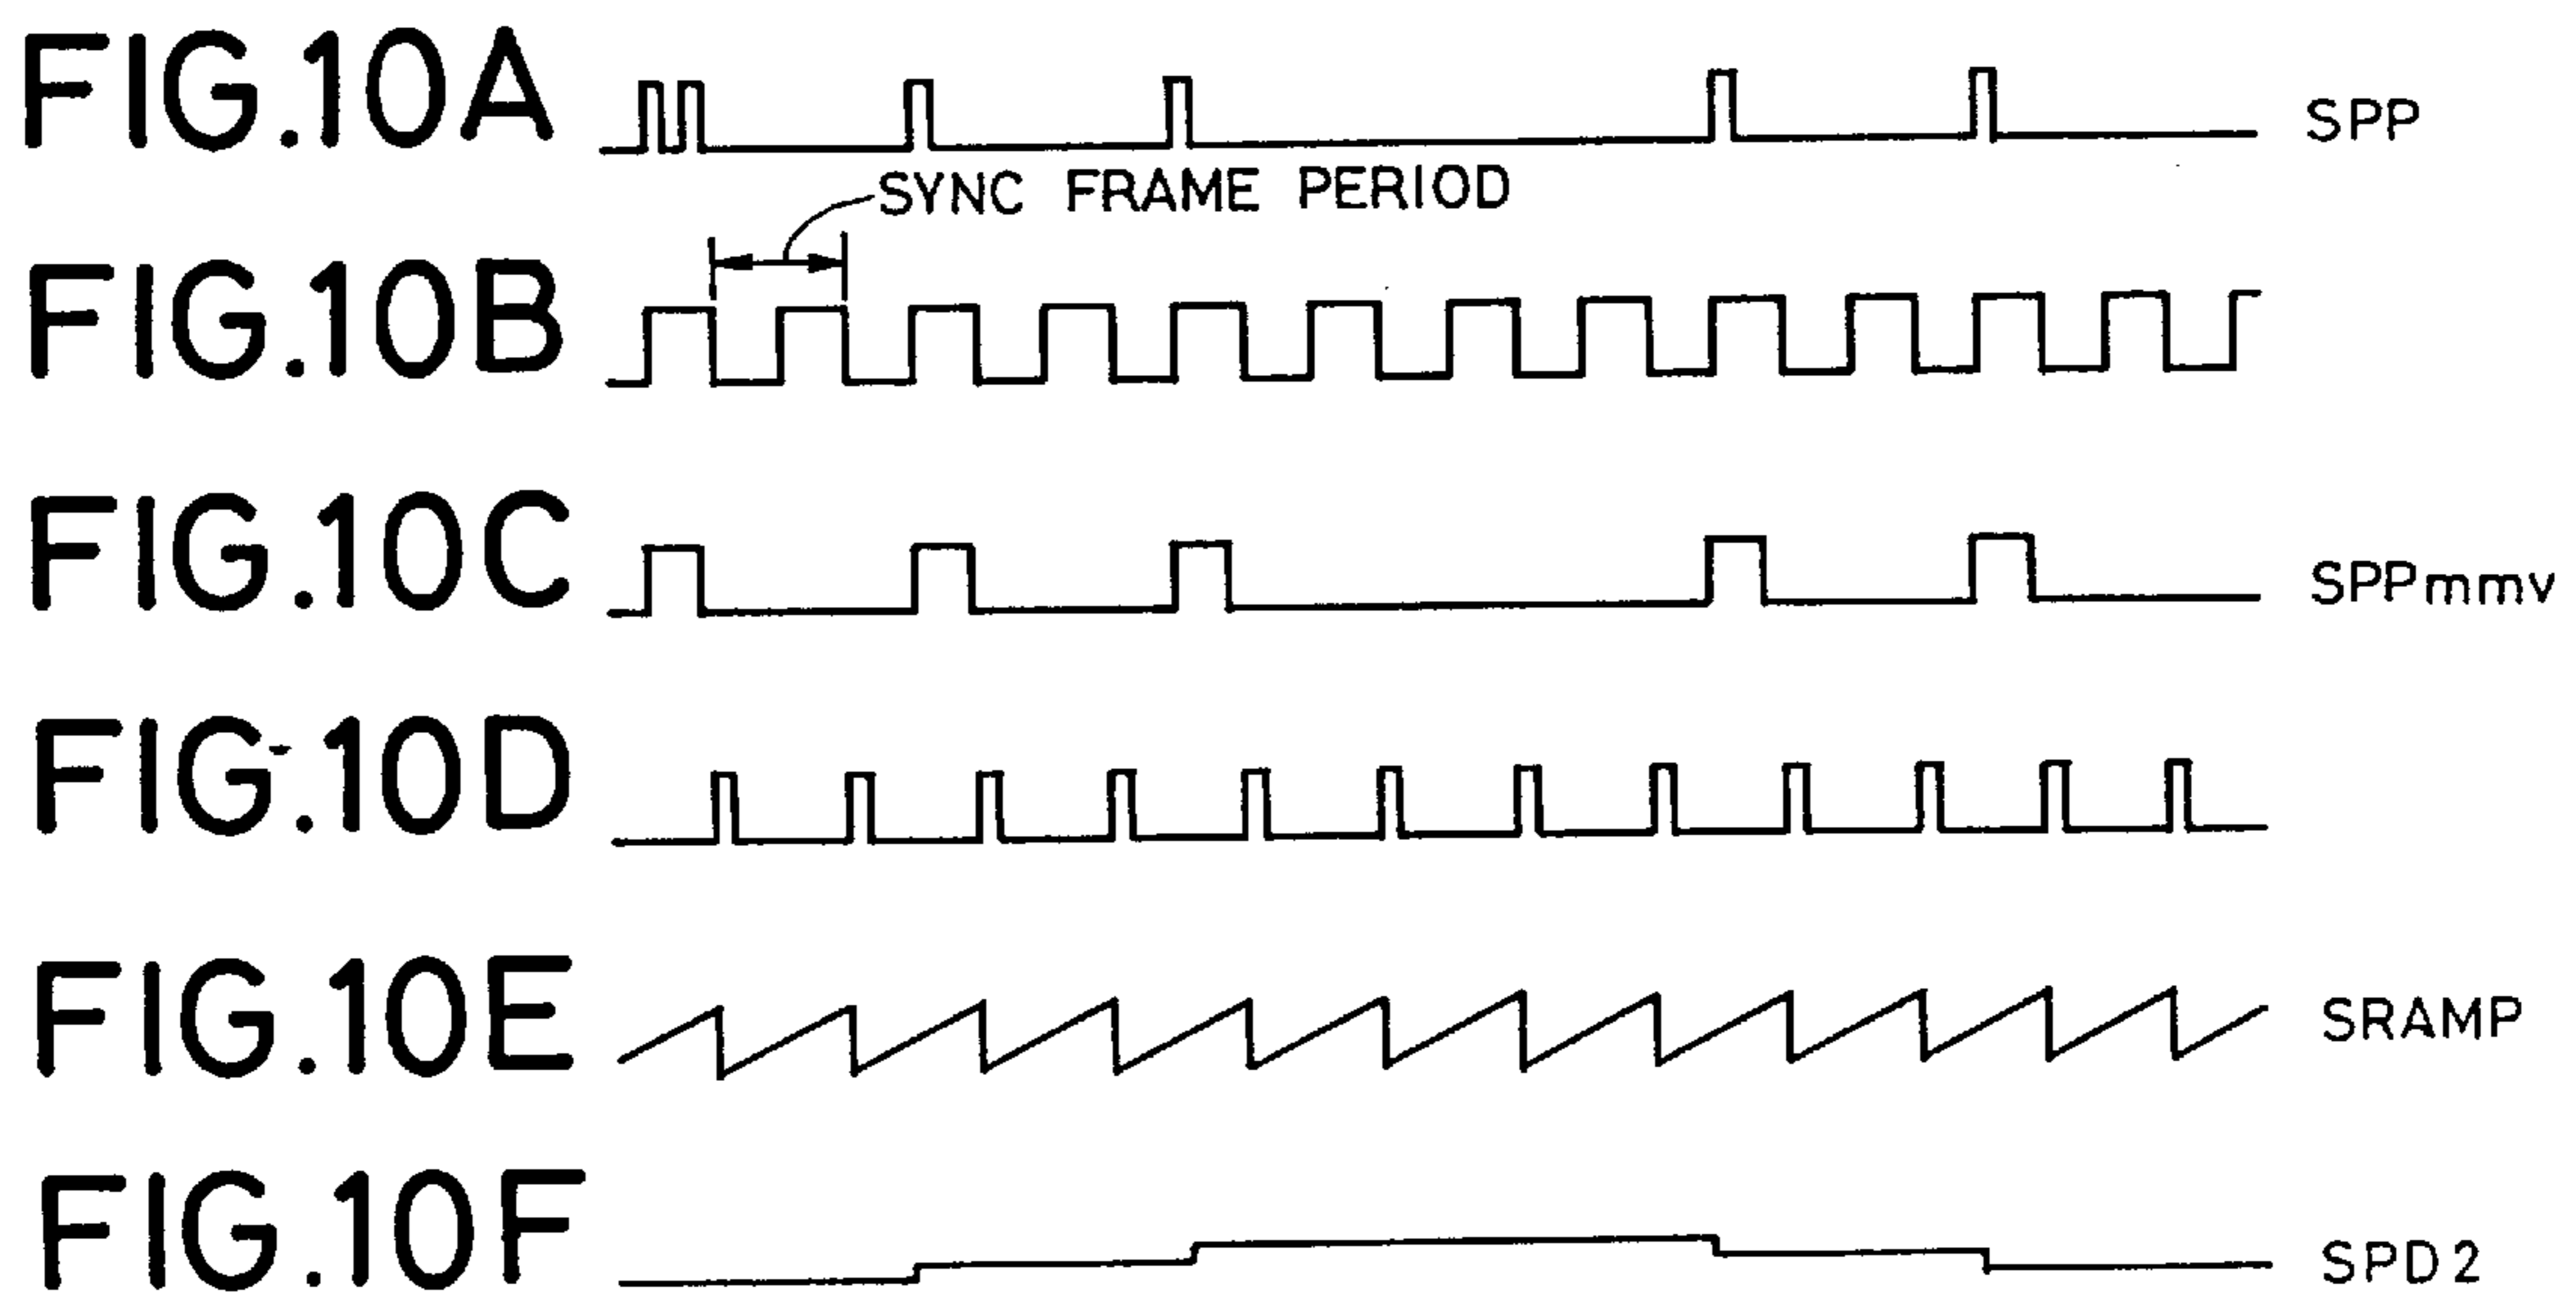 FIG.10A
SPP
SYNC FRAME PERIOD
FIG.10B
FIG.10C
SPPmmv
FIG.10D
FIG.10E
SRAMP
FIG.10F
SPD2